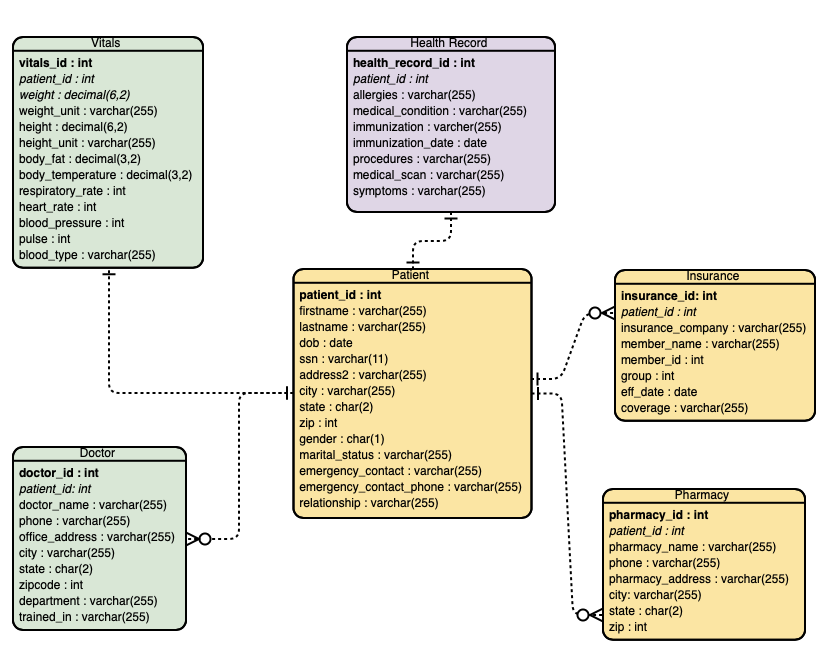 Vitals
vitals_id : int
patient_id : int
weight : decimal(6,2)
weight_unit : varchar(255)
height : decimal(6,2)
height_unit : varchar(255)
body_fat : decimal(3,2)
body_temperature : decimal(3,2)
respiratory_rate : int
heart_rate : int
blood_pressure : int
pulse : int
blood_type : varchar(255)
Health Record
health_record_id : int
patient_id : int
allergies : varchar(255)
medical_condition : varchar(255)
immunization : varcher(255)
immunization_date : date
procedures : varchar(255)
medical_scan : varchar(255)
symptoms : varchar(255)
Patient
patient_id : int
firstname : varchar(255)
lastname : varchar(255)
dob : date
ssn : varchar(11)
address2 : varchar(255)
city : varchar(255)
state : char(2)
zip : int
gender : char(1)
marital_status : varchar(255)
emergency_contact : varchar(255)
emergency_contact_phone : varchar(255)
relationship : varchar(255)
Insurance
insurance_id: int
patient_id : int
insurance_company : varchar(255)
member_name : varchar(255)
member_id : int
group : int
eff_date : date
coverage : varchar(255)
Doctor
doctor_id : int
patient_id: int
doctor_name : varchar(255)
phone : varchar(255)
office_address : varchar(255)
city : varchar(255)
state : char(2)
zipcode : int
department : varchar(255)
trained_in : varchar(255)
Pharmacy
pharmacy_id : int
patient_id : int
pharmacy_name : varchar(255)
phone : varchar(255)
pharmacy_address : varchar(255)
city: varchar(255)
state : char(2)
zip : int